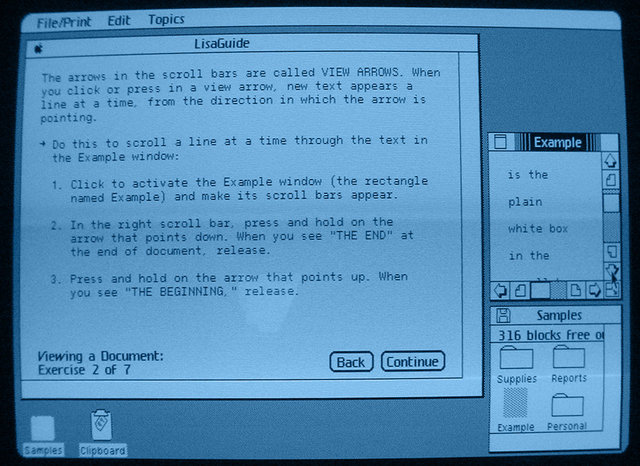 File/Print Edit Topics
LisaGuide
The arrows in the scroll bars are called VIEW ARROWS. When
you click or press in a view arrow, new text appears a
line at a time, from the direction in which the arrow is
pointing.
→ Do this to scroll a line at a time through the text in
the Example window:
1. Click to activate the Example window (the rectangle
named Example) and make its scroll bars appear.
2. In the right scroll bar, press and hold on the
arrow that points down. When you see "THE END" at
the end of document, release.
3. Press and hold on the arrow that points up. When
you see "THE BEGINNING," release.
Viewing a Document:
Exercise 2 of 7
Back Continue
Example
is the
plain
white box
in the
Samples
316 blocks free
Supplies Reports
Example Personal
Samples Clipboard